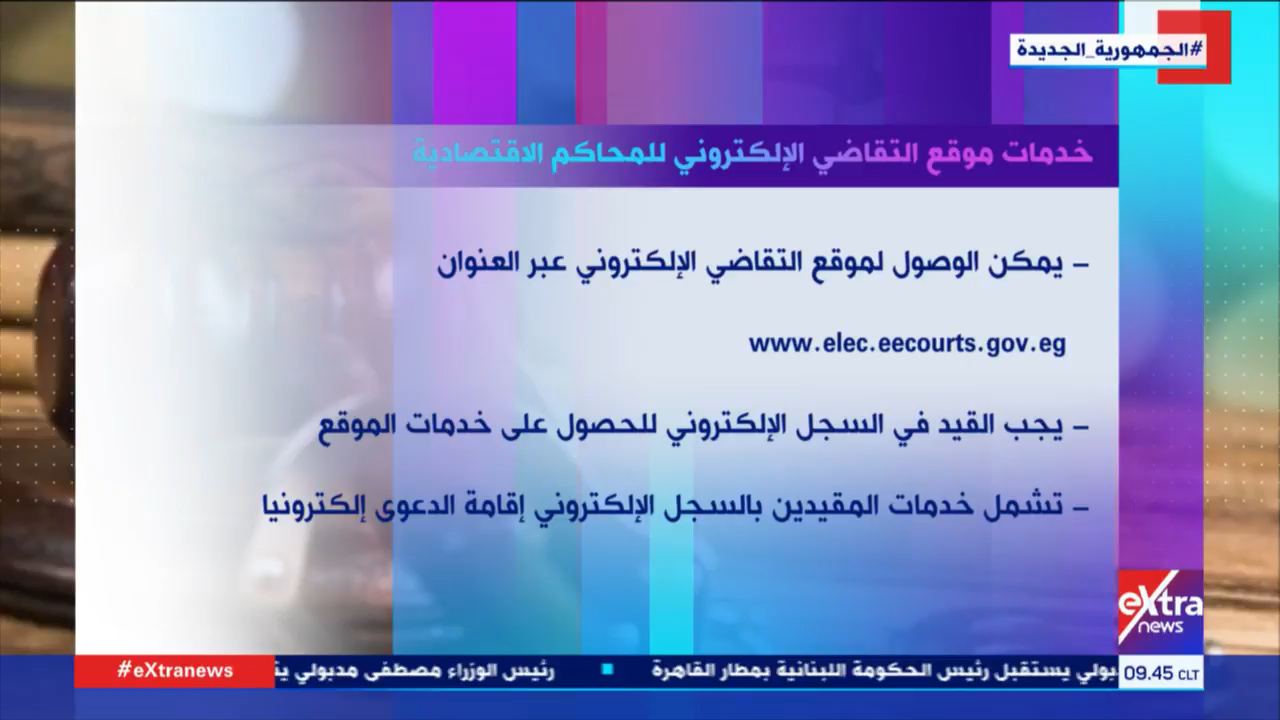 #الجمهورية_الجديدة
خدمات موقع التقاضي الإلكتروني للمحاكم الاقتصادية
- يمكن الوصول لموقع التقاضي الإلكتروني عبر العنوان
www.elec.eecourts.gov.eg
- يجب القيد في السجل الإلكتروني للحصول على خدمات الموقع
- تشمل خدمات المقيدين بالسجل الإلكتروني إقامة الدعوى إلكترونيا
eXtra
news
يستقبل رئيس الحكومة اللبنانية بمطار القاهرة ■ رئيس الوزراء مصطفى مدبولي
#eXtranews
09.45 CLT